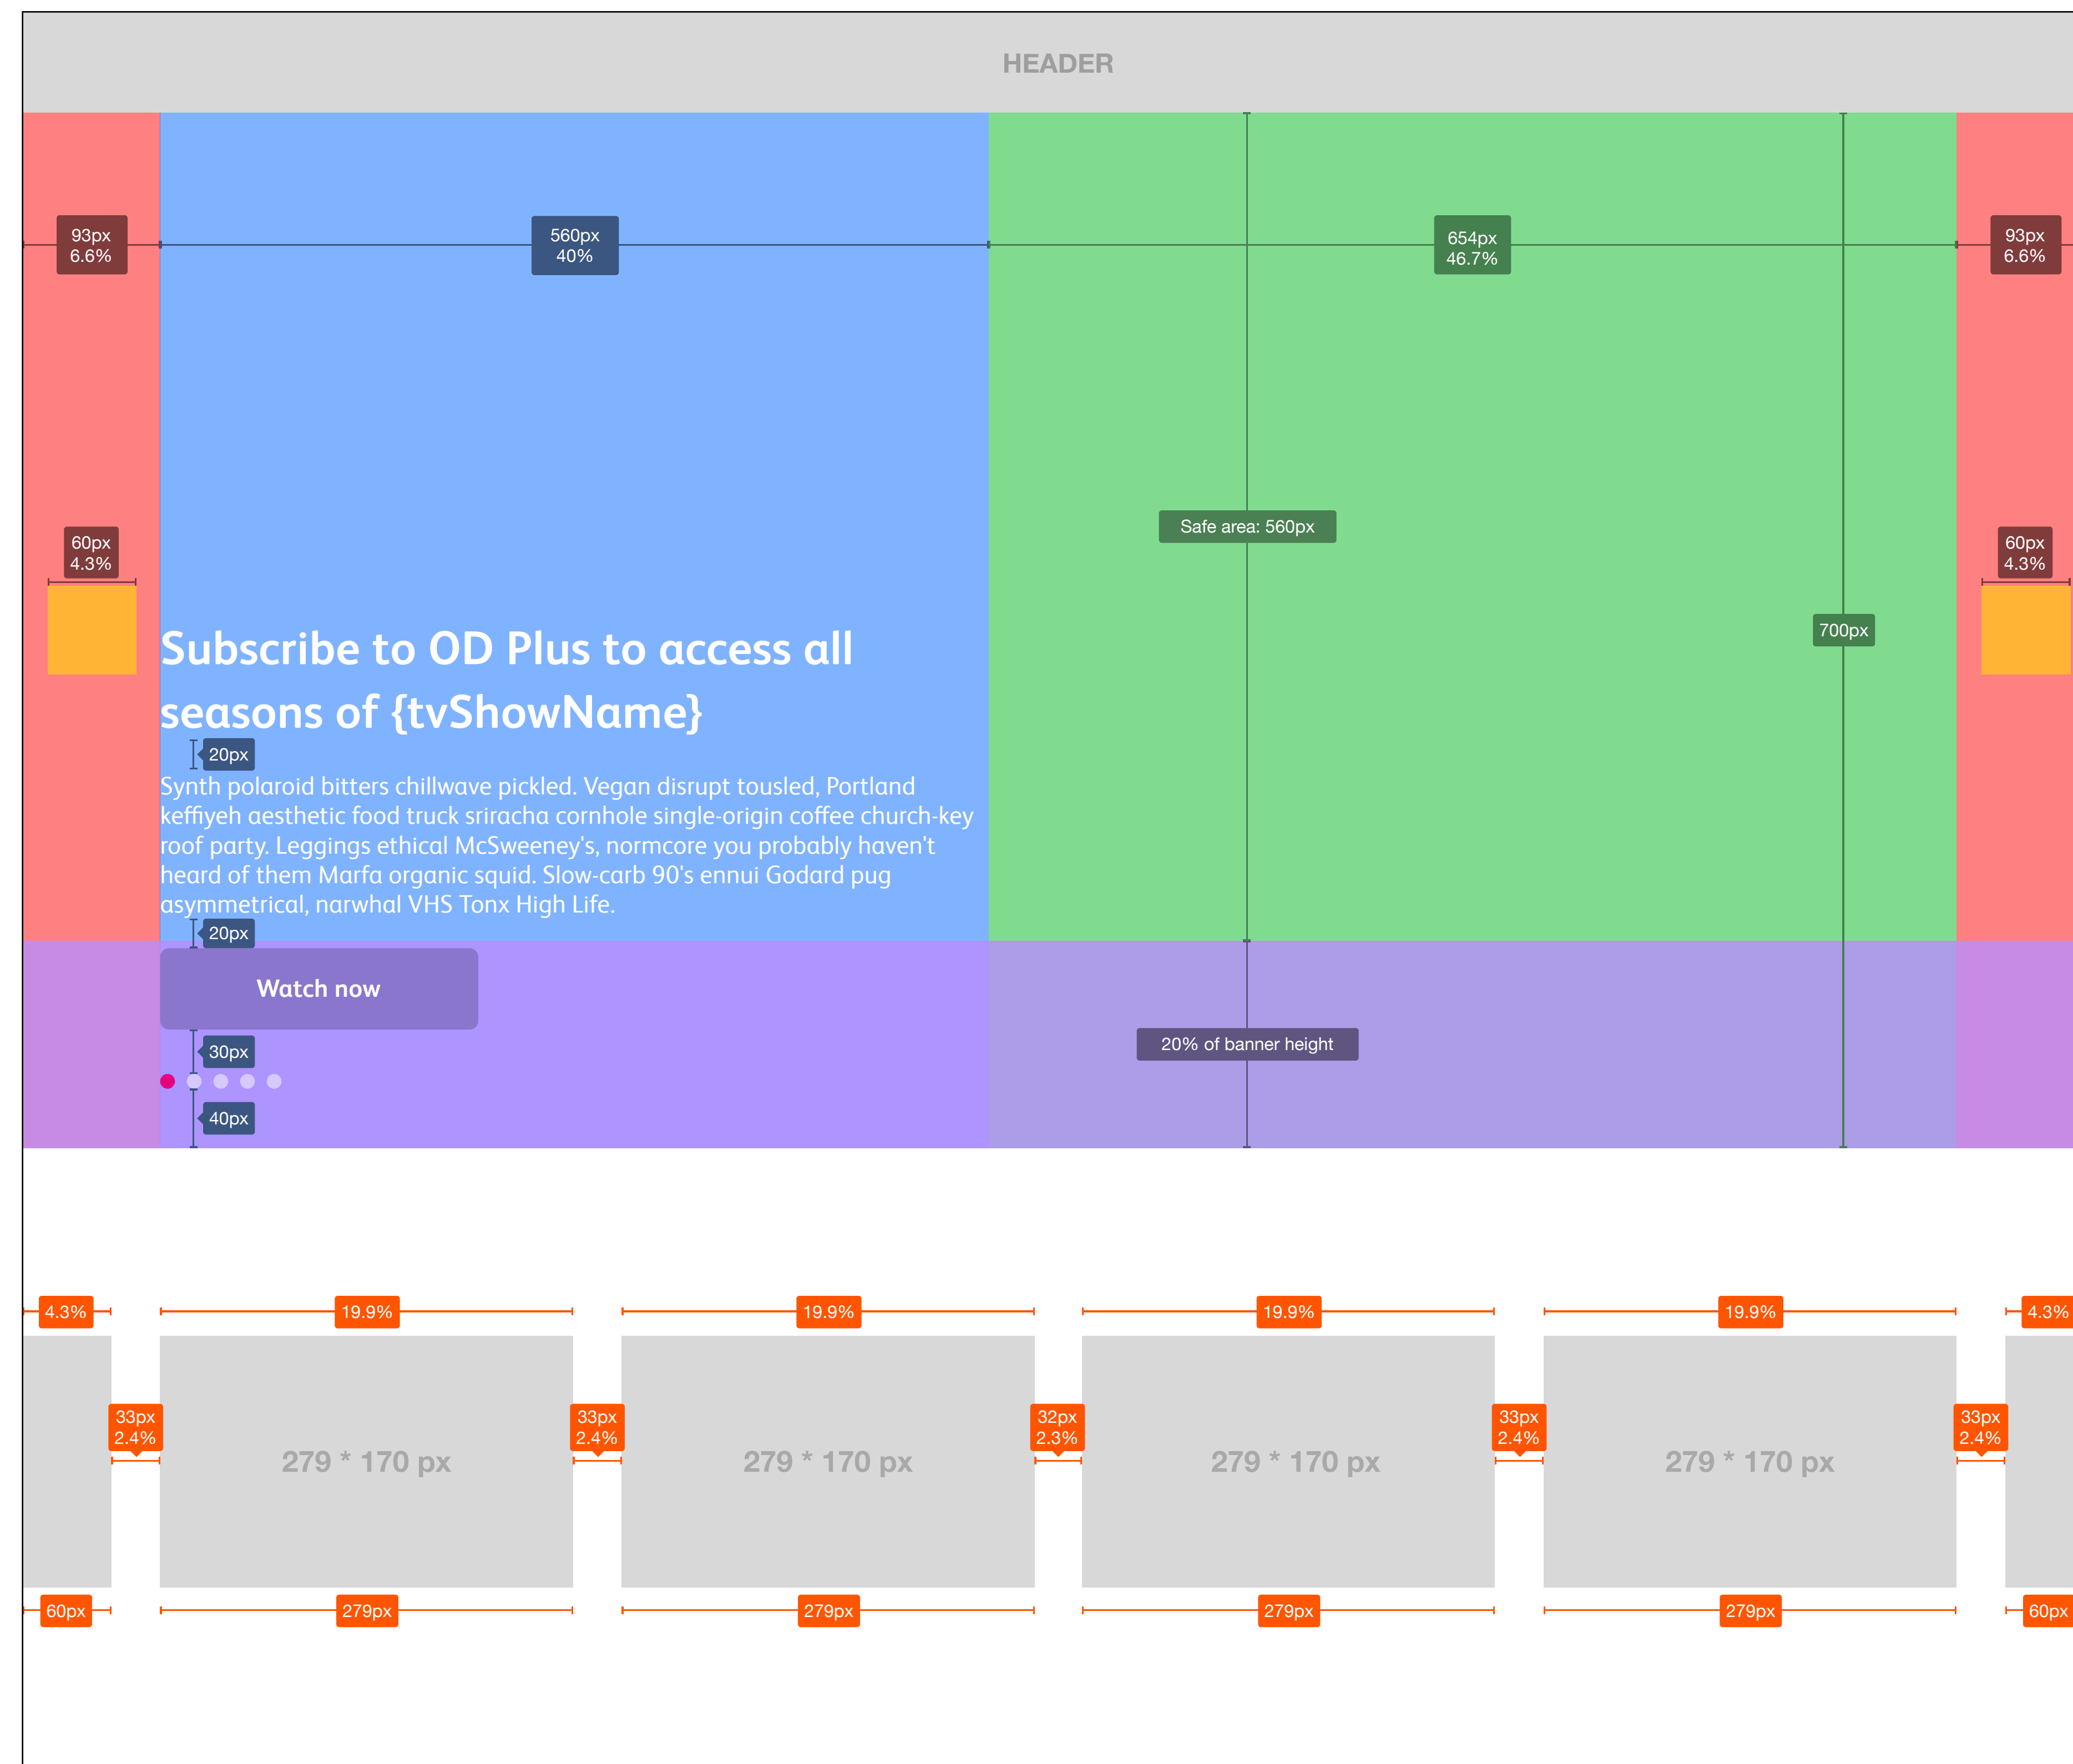 HEADER
93px
6.6%
560px
40%
654px
46.7%
93px
6.6%
Safe area: 560px
60px
4.3%
60px
4.3%
700px
Subscribe to OD Plus to access all
seasons of {tvShowName}
20px
Synth polaroid bitters chillwave pickled. Vegan disrupt tousled, Portland
keffiyeh aesthetic food truck sriracha cornhole single-origin coffee church-key
roof party. Leggings ethical McSweeney's, normcore you probably haven't
heard of them Marfa organic squid. Slow-carb 90's ennui Godard pug
asymmetrical, narwhal VHS Tonx High Life.
20px
Watch now
30px
20% of banner height
40px
4.3%
19.9%
19.9%
19.9%
19.9%
4.3%
33px
2.4%
33px
2.4%
32px
2.3%
33px
2.4%
33px
2.4%
279 * 170 px
279 * 170 px
279 * 170 px
279 * 170 px
60px
279px
279px
279px
279px
60px